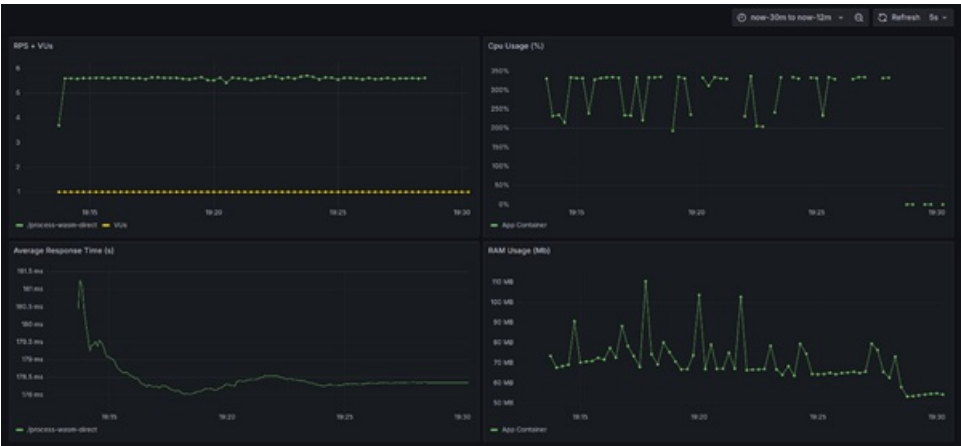 now-30m to now-12m
Refresh 5s
RPS + VUs
6
5
4
3
2
1
19:15 19:20 19:25 19:30
/process-wasm-direct VUs
Cpu Usage (%)
350%
300%
250%
200%
150%
100%
50%
0%
19:15 19:20 19:25 19:30
App Container
Average Response Time (s)
181.5 ms
181 ms
180.5 ms
180 ms
179.5 ms
179 ms
178.5 ms
178 ms
19:15 19:20 19:25 19:30
/process-wasm-direct
RAM Usage (Mb)
110 MB
100 MB
90 MB
80 MB
70 MB
60 MB
50 MB
19:15 19:20 19:25 19:30
App Container